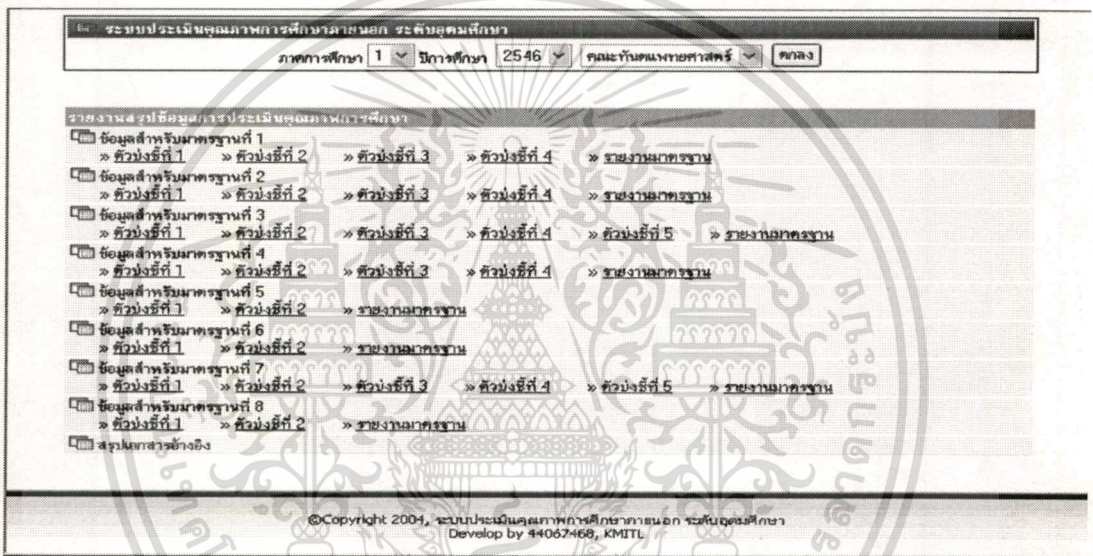 ระบบประเมินคุณภาพการศึกษาภายนอก ระดับอุดมศึกษา
ภาคการศึกษา 1 ปีการศึกษา 2546 คณะทันตแพทยศาสตร์ ตกลง
รายงานสรุปข้อมูลการประเมินคุณภาพการศึกษา
ข้อมูลสำหรับมาตรฐานที่ 1
» ตัวบ่งชี้ที่ 1 » ตัวบ่งชี้ที่ 2 » ตัวบ่งชี้ที่ 3 » ตัวบ่งชี้ที่ 4 » รายงานมาตรฐาน
ข้อมูลสำหรับมาตรฐานที่ 2
» ตัวบ่งชี้ที่ 1 » ตัวบ่งชี้ที่ 2 » ตัวบ่งชี้ที่ 3 » ตัวบ่งชี้ที่ 4 » รายงานมาตรฐาน
ข้อมูลสำหรับมาตรฐานที่ 3
» ตัวบ่งชี้ที่ 1 » ตัวบ่งชี้ที่ 2 » ตัวบ่งชี้ที่ 3 » ตัวบ่งชี้ที่ 4 » ตัวบ่งชี้ที่ 5 » รายงานมาตรฐาน
ข้อมูลสำหรับมาตรฐานที่ 4
» ตัวบ่งชี้ที่ 1 » ตัวบ่งชี้ที่ 2 » ตัวบ่งชี้ที่ 3 » ตัวบ่งชี้ที่ 4 » รายงานมาตรฐาน
ข้อมูลสำหรับมาตรฐานที่ 5
» ตัวบ่งชี้ที่ 1 » ตัวบ่งชี้ที่ 2 » รายงานมาตรฐาน
ข้อมูลสำหรับมาตรฐานที่ 6
» ตัวบ่งชี้ที่ 1 » ตัวบ่งชี้ที่ 2 » รายงานมาตรฐาน
ข้อมูลสำหรับมาตรฐานที่ 7
» ตัวบ่งชี้ที่ 1 » ตัวบ่งชี้ที่ 2 » ตัวบ่งชี้ที่ 3 » ตัวบ่งชี้ที่ 4 » ตัวบ่งชี้ที่ 5 » รายงานมาตรฐาน
ข้อมูลสำหรับมาตรฐานที่ 8
» ตัวบ่งชี้ที่ 1 » ตัวบ่งชี้ที่ 2 » รายงานมาตรฐาน
สรุปเอกสารอ้างอิง
©Copyright 2004, ระบบประเมินคุณภาพการศึกษาภายนอก ระดับอุดมศึกษา
Develop by 44067468, KMITL